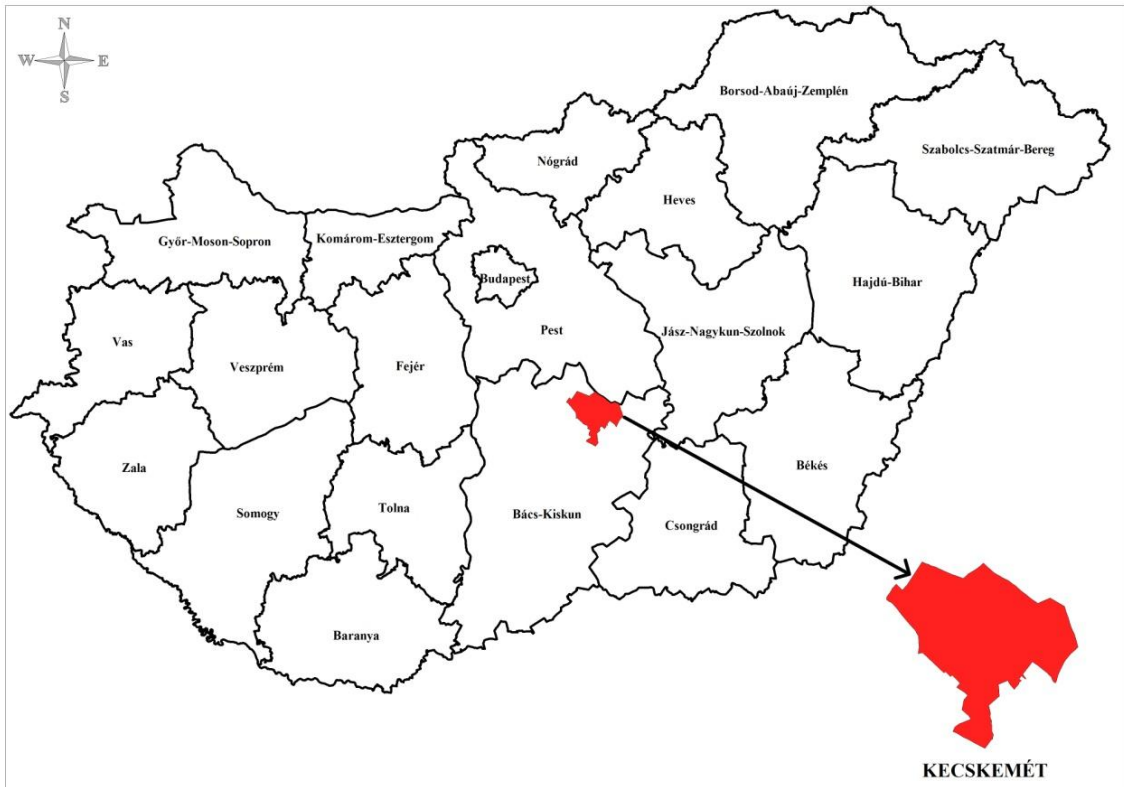 N
W E
S
Borsod-Abaúj-Zemplén
Szabolcs-Szatmár-Bereg
Nógrád
Heves
Győr-Moson-Sopron
Komárom-Esztergom
Budapest
Hajdú-Bihar
Pest
Jász-Nagykun-Szolnok
Vas
Veszprém
Fejér
Zala
Békés
Somogy
Tolna
Bács-Kiskun
Csongrád
Baranya
KECSKEMÉT